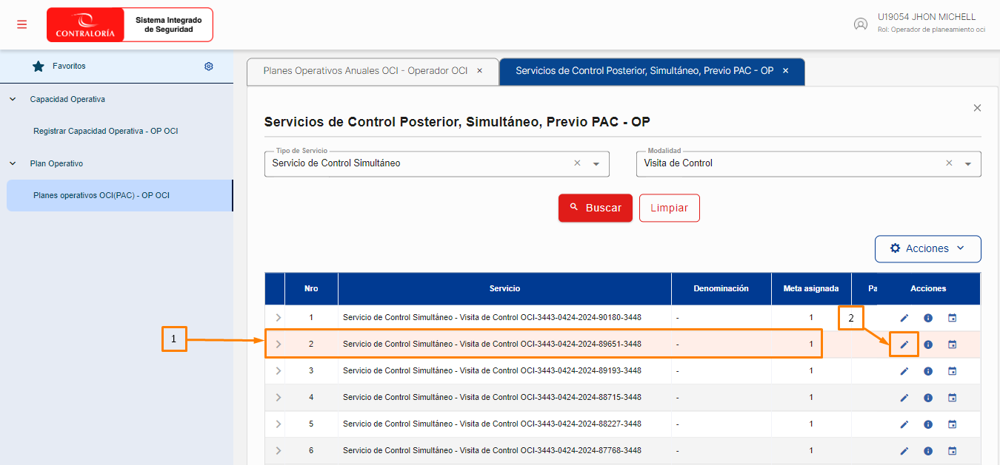 CONTRALORÍA
Sistema Integrado
de Seguridad
U19054 JHON MICHELL
Rol: Operador de planeamiento oci
Favoritos
Capacidad Operativa
Registrar Capacidad Operativa - OP OCI
Plan Operativo
Planes operativos OCI(PAC) - OP OCI
Planes Operativos Anuales OCI - Operador OCI ×
Servicios de Control Posterior, Simultáneo, Previo PAC - OP ×
Servicios de Control Posterior, Simultáneo, Previo PAC - OP
Tipo de Servicio
Servicio de Control Simultáneo
Modalidad
Visita de Control
Buscar
Limpiar
Acciones
Nro Servicio Denominación Meta asignada Pa Acciones
1 Servicio de Control Simultáneo - Visita de Control OCI-3443-0424-2024-90180-3448 - 1
2
1
2 Servicio de Control Simultáneo - Visita de Control OCI-3443-0424-2024-89651-3448 - 1
3 Servicio de Control Simultáneo - Visita de Control OCI-3443-0424-2024-89193-3448 - 1
4 Servicio de Control Simultáneo - Visita de Control OCI-3443-0424-2024-88715-3448 - 1
5 Servicio de Control Simultáneo - Visita de Control OCI-3443-0424-2024-88227-3448 - 1
6 Servicio de Control Simultáneo - Visita de Control OCI-3443-0424-2024-87768-3448 - 1